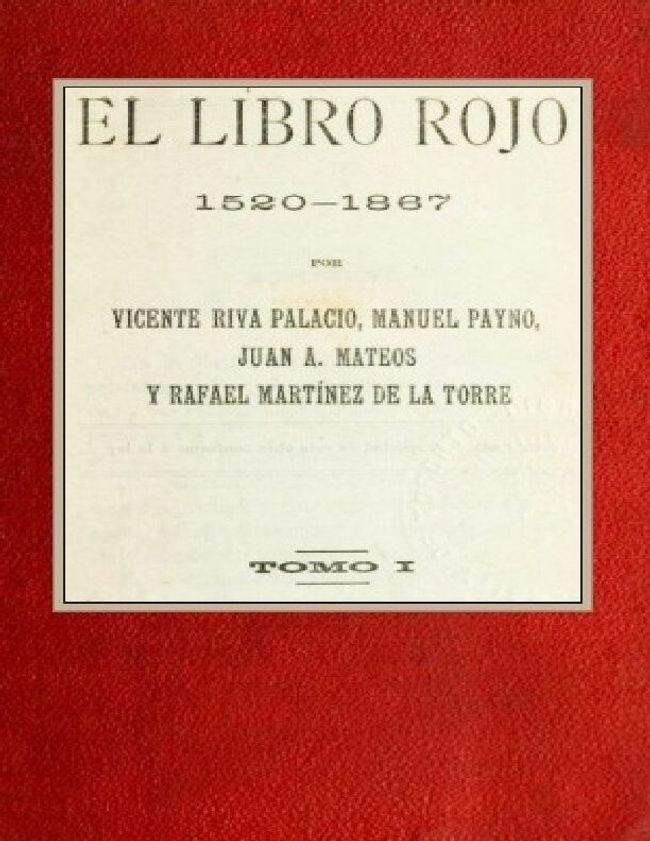 EL LIBRO ROJO
1520—1867
POR
VICENTE RIVA PALACIO, MANUEL PAYNO,
JUAN A. MATEOS
Y RAFAEL MARTÍNEZ DE LA TORRE
TOMO I